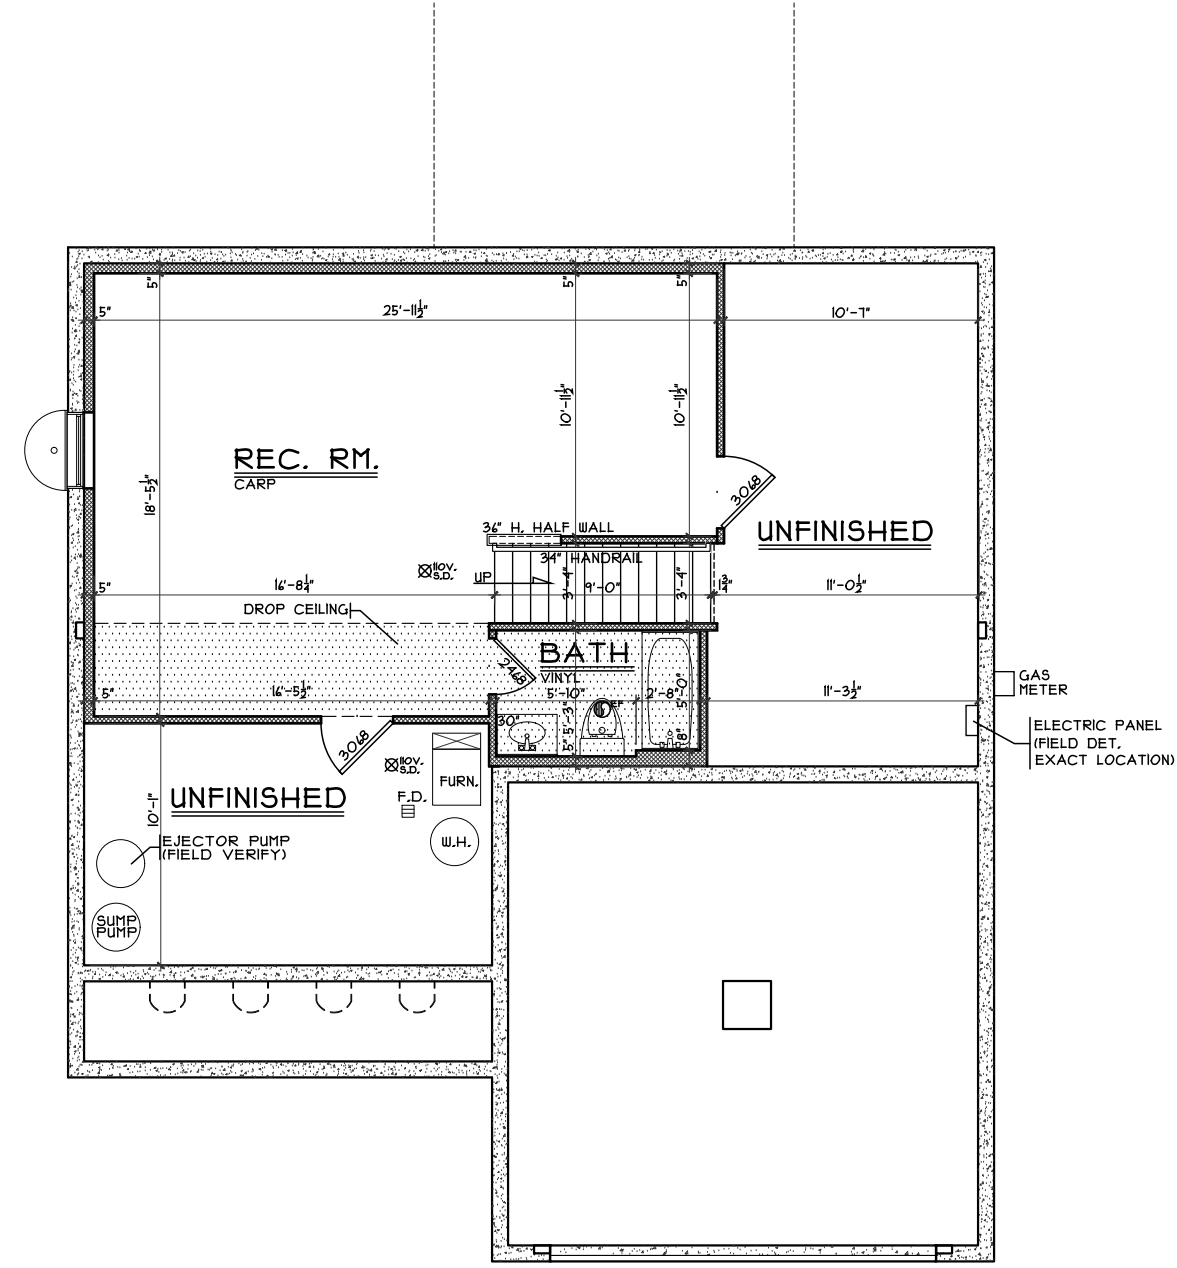 5"
5"
5"
5"
25'-11½"
10'-7"
10'-11½"
10'-11½"
18'-5½"
REC. RM.
CARP
3068
UNFINISHED
36" H. HALF WALL
34" HANDRAIL
110V.
S.D.
UP
3'-4"
9'-0"
3'-4"
5"
16'-8¼"
11'-0½"
DROP CEILING
BATH
VINYL
2468
5"
16'-5½"
5'-10"
2'-8"
5'-0"
11'-3½"
GAS
METER
30"
5'-3"
5"
EF
8"
ELECTRIC PANEL
(FIELD DET.
EXACT LOCATION)
3068
110V.
S.D.
FURN.
UNFINISHED
F.D.
10'-1"
EJECTOR PUMP
(FIELD VERIFY)
W.H.
SUMP
PUMP